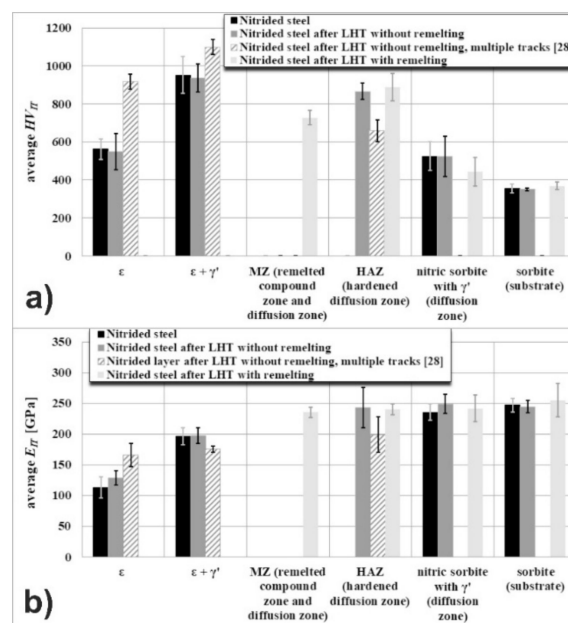 a)
Nitrided steel
Nitrided steel after LHT without remelting
Nitrided steel after LHT without remelting, multiple tracks [28]
Nitrided steel after LHT with remelting
average HV_IT
1200
1000
800
600
400
200
0
ε
ε + γ'
MZ (remelted
compound
zone and
diffusion zone)
HAZ
(hardened
diffusion zone)
nitric sorbite
with γ'
(diffusion zone)
sorbite
(substrate)
b)
Nitrided steel
Nitrided steel after LHT without remelting
Nitrided layer after LHT without remelting, multiple tracks [28]
Nitrided steel after LHT with remelting
average E_IT [GPa]
350
300
250
200
150
100
50
0
ε
ε + γ'
MZ (remelted
compound
zone and
diffusion zone)
HAZ
(hardened
diffusion zone)
nitric sorbite
with γ'
(diffusion
zone)
sorbite
(substrate)